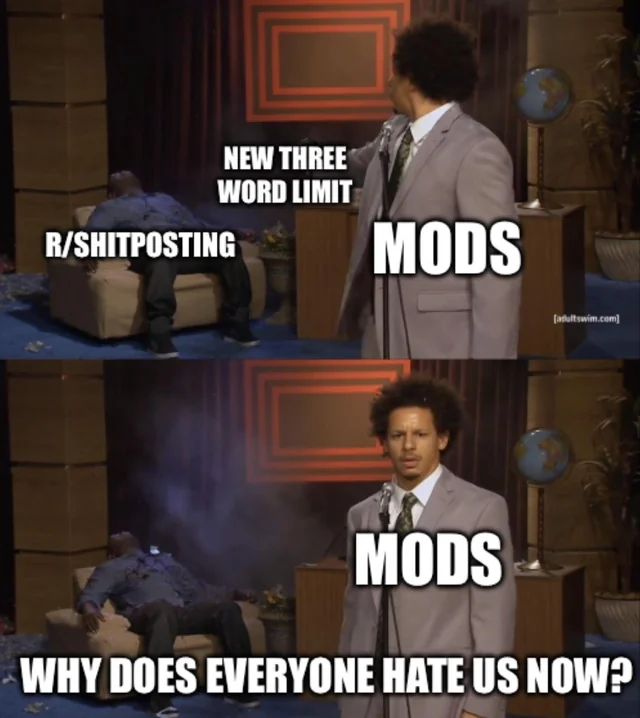 NEW THREE
WORD LIMIT
R/SHITPOSTING
MODS
[adultswim.com]
MODS
WHY DOES EVERYONE HATE US NOW?